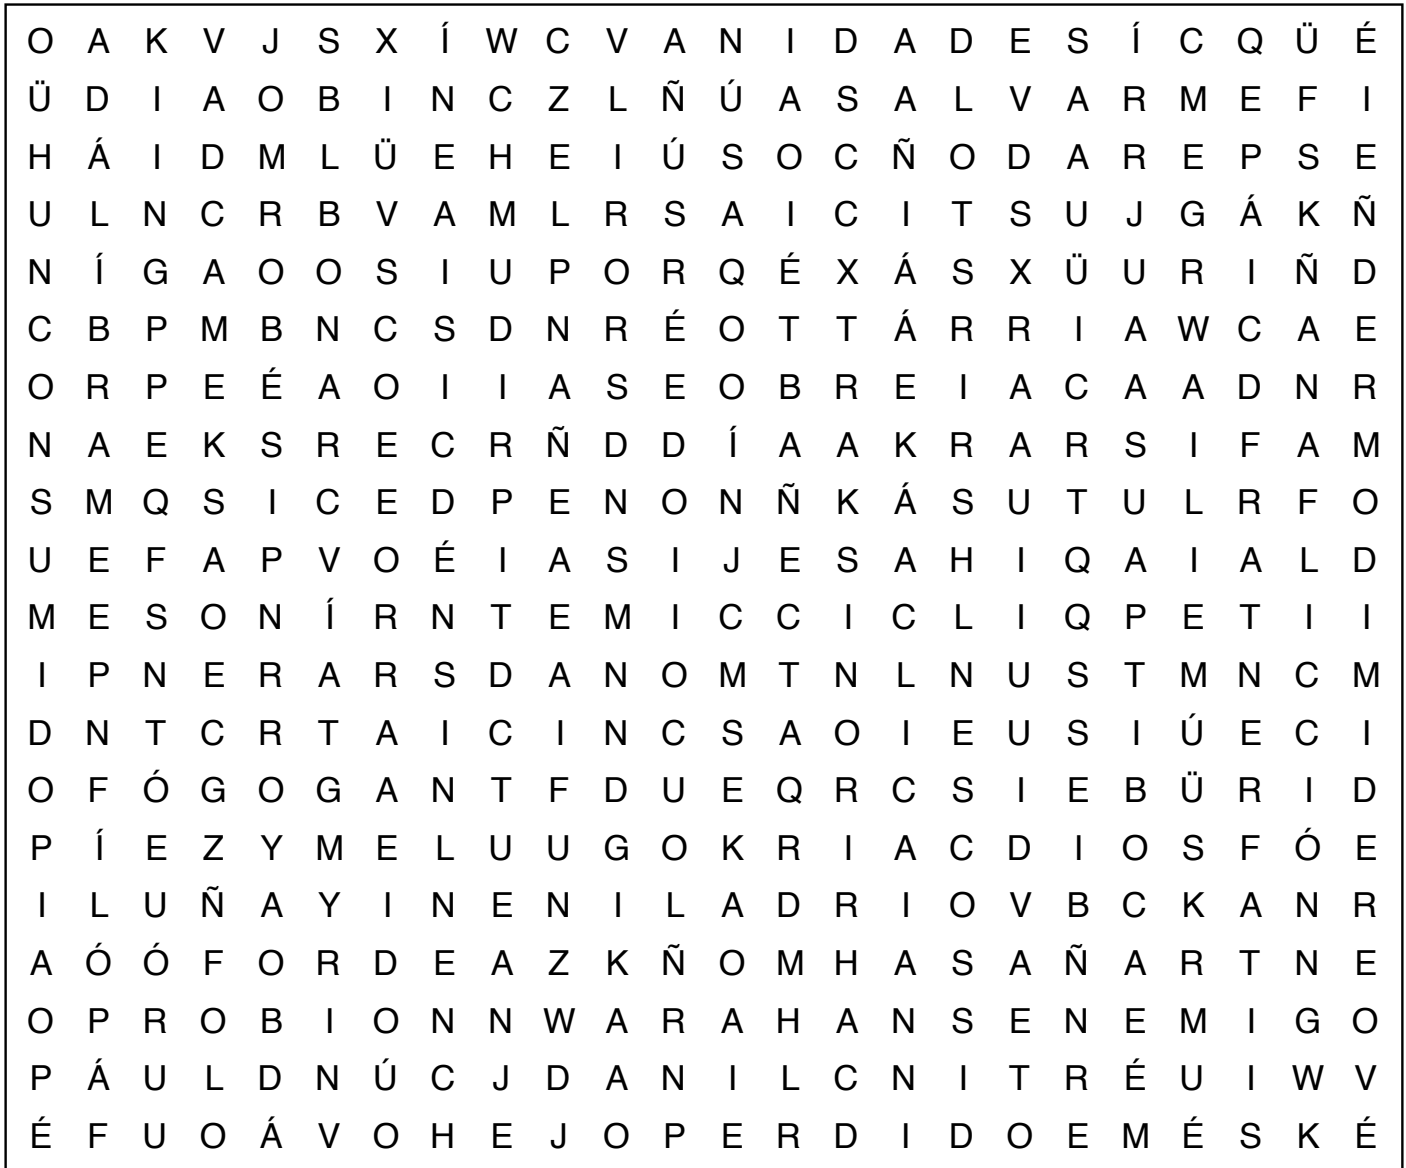 O A K V J S X Í W C V A N I D A D E S Í C Q Ü É
Ü D I A O B I N C Z L Ñ Ú A S A L V A R M E F I
H Á I D M L Ü E H E I Ú S O C Ñ O D A R E P S E
U L N C R B V A M L R S A I C I T S U J G Á K Ñ
N Í G A O O S I U P O R Q É X Á S X Ü U R I Ñ D
C B P M B N C S D N R É O T T Á R R I A W C A E
O R P E É A O I I A S E O B R E I A C A A D N R
N A E K S R E C R Ñ D D Í A A K R A R S I F A M
S M Q S I C E D P E N O N Ñ K Á S U T U L R F O
U E F A P V O É I A S I J E S A H I Q A I A L D
M E S O N Í R N T E M I C C I C L I Q P E T I I
I P N E R A R S D A N O M T N L N U S T M N C M
D N T C R T A I C I N C S A O I E U S I Ú E C I
O F Ó G O G A N T F D U E Q R C S I E B Ü R I D
P Í E Z Y M E L U U G O K R I A C D I O S F Ó E
I L U Ñ A Y I N E N I L A D R I O V B C K A N R
A Ó Ó F O R D E A Z K Ñ O M H A S A Ñ A R T N E
O P R O B I O N N W A R A H A N S E N E M I G O
P Á U L D N Ú C J D A N I L C N I T R É U I W V
É F U O Á V O H E J O P E R D I D O E M É S K É